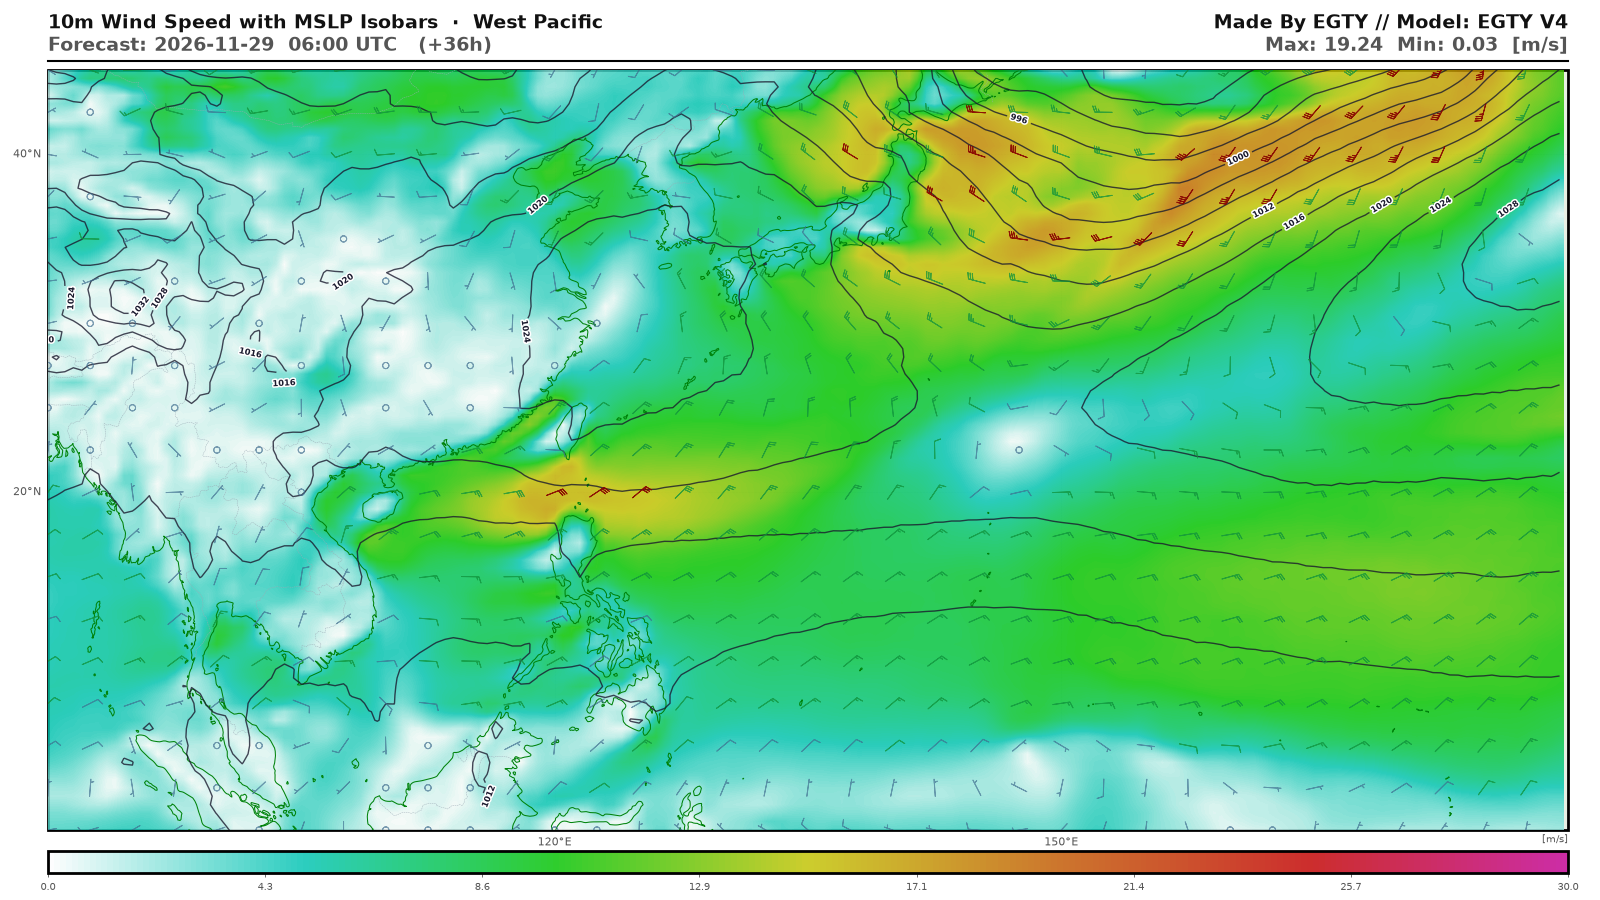 10m Wind Speed with MSLP Isobars · West Pacific
Made By EGTY // Model: EGTY V4
Forecast: 2026-11-29 06:00 UTC (+36h)
Max: 19.24 Min: 0.03 [m/s]
996
40°N
1000
1020
1012
1016
1020
1024
1028
1020
1024
1032
1028
1024
0
1016
1016
20°N
1012
120°E
150°E
[m/s]
0.0
4.3
8.6
12.9
17.1
21.4
25.7
30.0